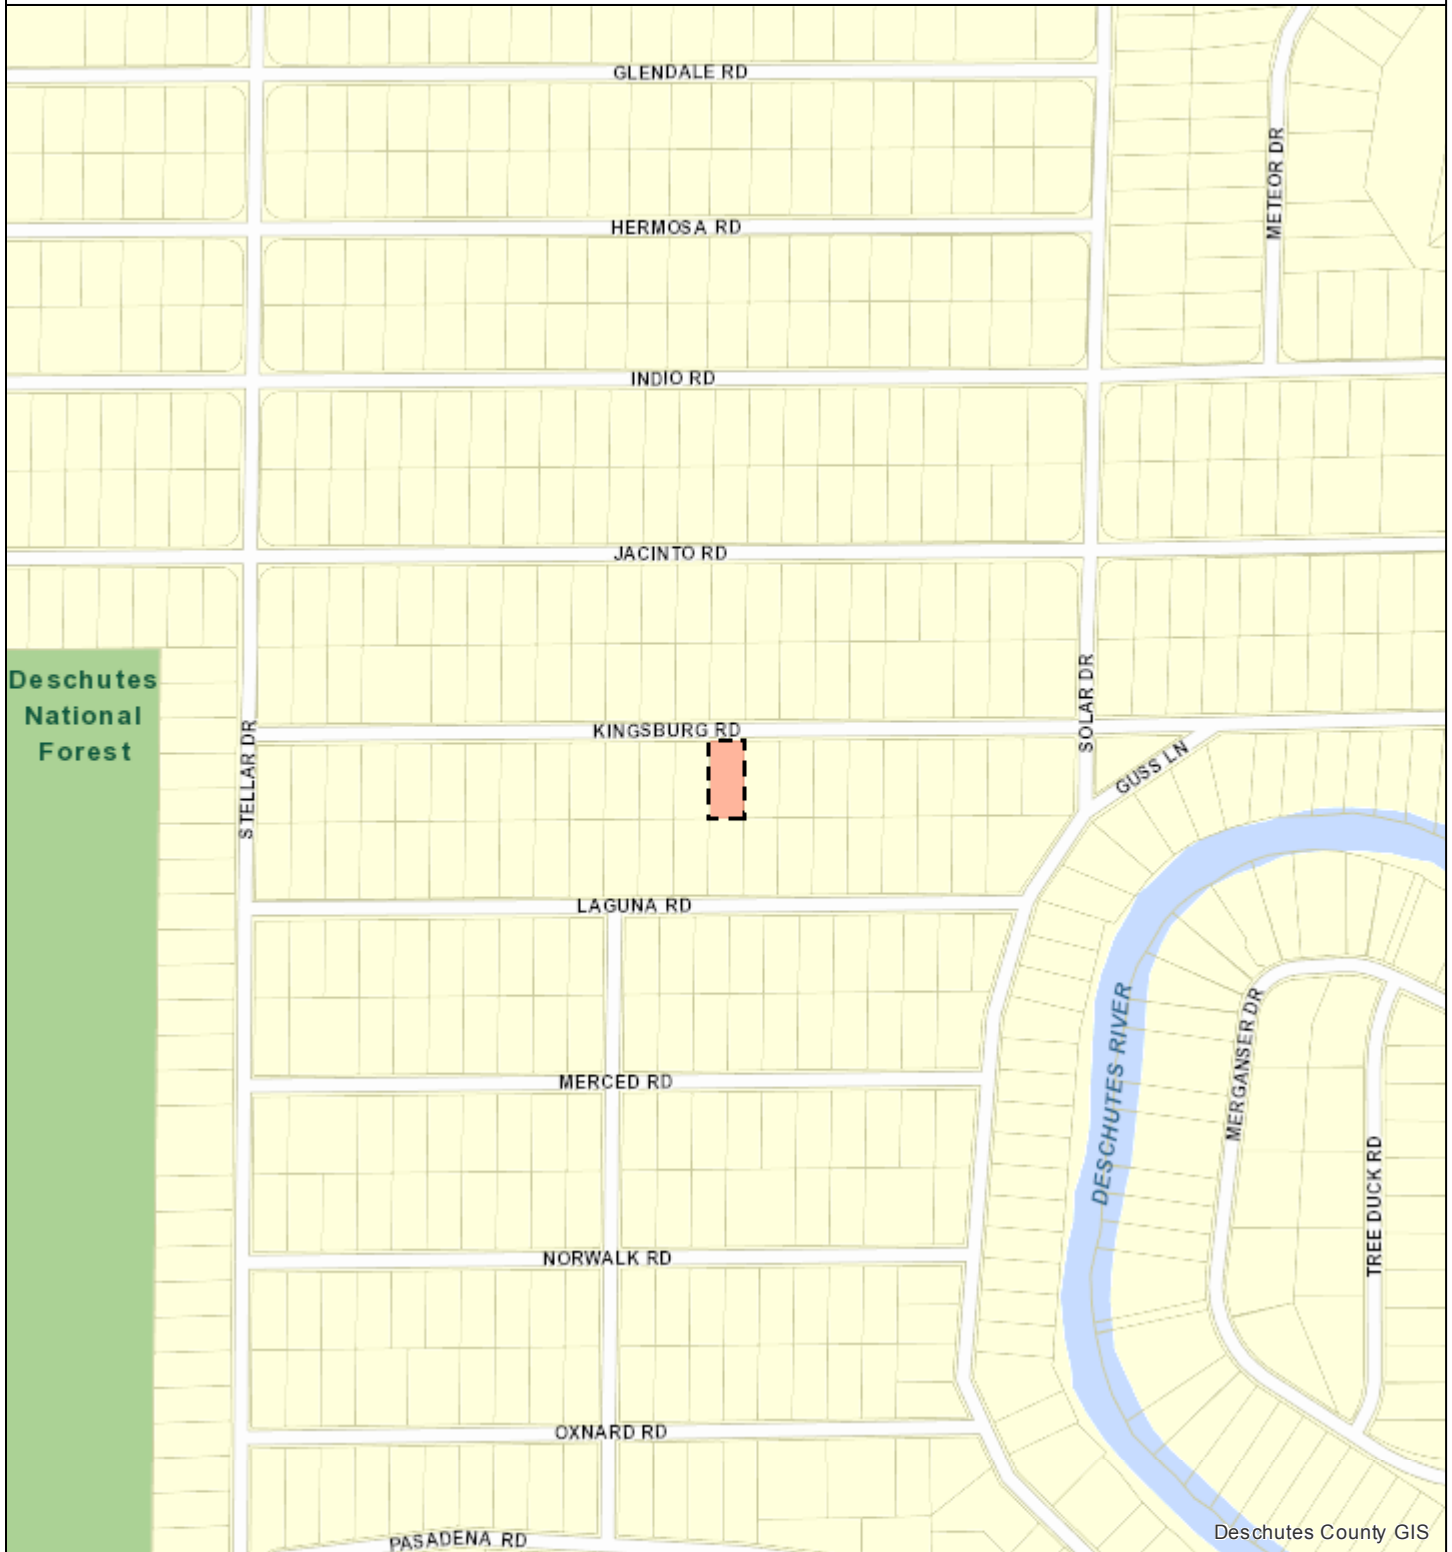 GLENDALE RD
METEOR DR
HERMOSA RD
INDIO RD
JACINTO RD
Deschutes
National
Forest
STELLAR DR
KINGSBURG RD
SOLAR DR
GUSS LN
LAGUNA RD
DESCHUTES RIVER
MERGANSER DR
MERCED RD
TREE DUCK RD
NORWALK RD
OXNARD RD
PASADENA RD
Deschutes County GIS